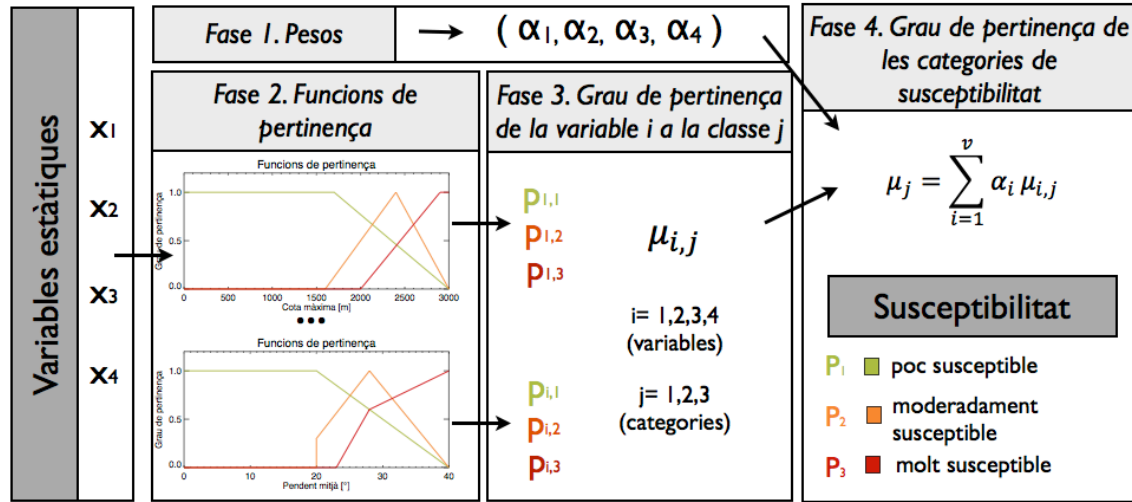 Variables estàtiques
X1
X2
X3
X4
Fase 1. Pesos
( α1, α2, α3, α4 )
Fase 2. Funcions de
pertinença
Funcions de pertinença
Grau de pertinença
1.0
0.5
0.0
0 500 1000 1500 2000 2500 3000
Cota màxima [m]
•••
Funcions de pertinença
Grau de pertinença
1.0
0.5
0.0
0 10 20 30 40
Pendent mitjà [°]
Fase 3. Grau de pertinença
de la variable i a la classe j
P1,1
P1,2
P1,3
μi,j
i= 1,2,3,4
(variables)
j= 1,2,3
(categories)
Pi,1
Pi,2
Pi,3
Fase 4. Grau de pertinença de
les categories de
susceptibilitat
μj = ∑ᵛi=1 αi μi,j
Susceptibilitat
P1 poc susceptible
P2 moderadament
susceptible
P3 molt susceptible